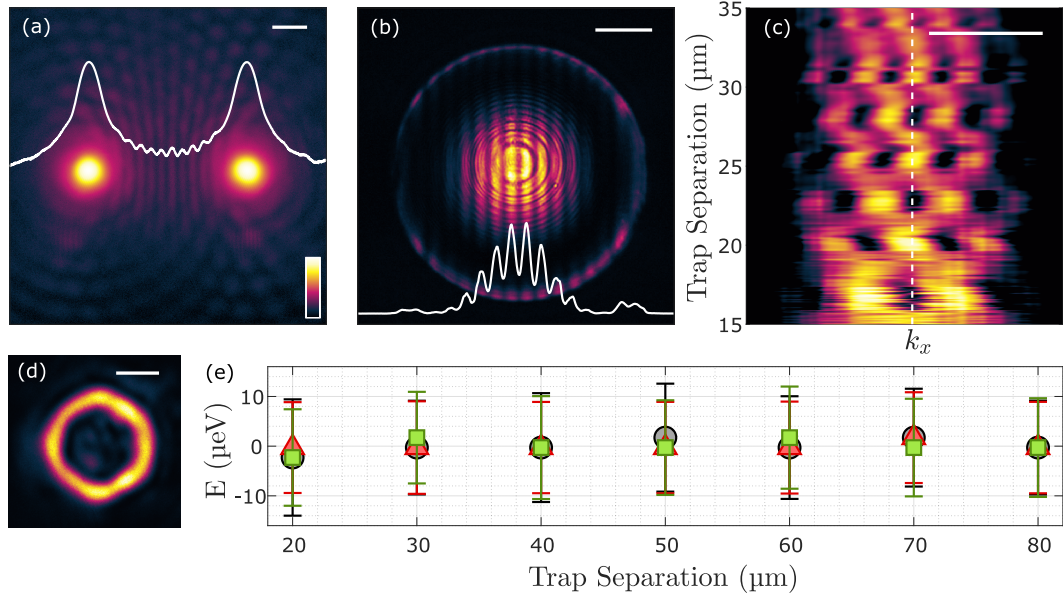 (a)
(b)
(c)
Trap Separation (µm)
35
30
25
20
15
k_x
(d)
(e)
E (µeV)
10
0
-10
20 30 40 50 60 70 80
Trap Separation (µm)